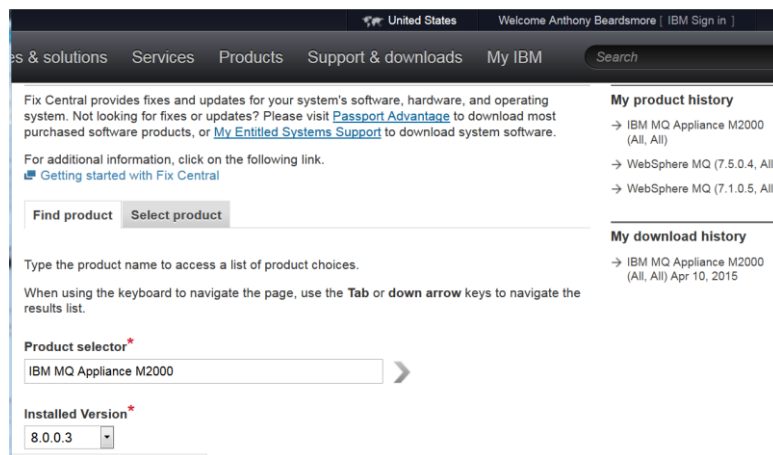 United States
Welcome Anthony Beardsmore [ IBM Sign in ]
es & solutions
Services
Products
Support & downloads
My IBM
Search
Fix Central provides fixes and updates for your system's software, hardware, and operating
system. Not looking for fixes or updates? Please visit Passport Advantage to download most
purchased software products, or My Entitled Systems Support to download system software.
For additional information, click on the following link.
Getting started with Fix Central
Find product
Select product
Type the product name to access a list of product choices.
When using the keyboard to navigate the page, use the Tab or down arrow keys to navigate the
results list.
Product selector*
IBM MQ Appliance M2000
Installed Version*
8.0.0.3
My product history
IBM MQ Appliance M2000
(All, All)
WebSphere MQ (7.5.0.4, All
WebSphere MQ (7.1.0.5, All
My download history
IBM MQ Appliance M2000
(All, All) Apr 10, 2015